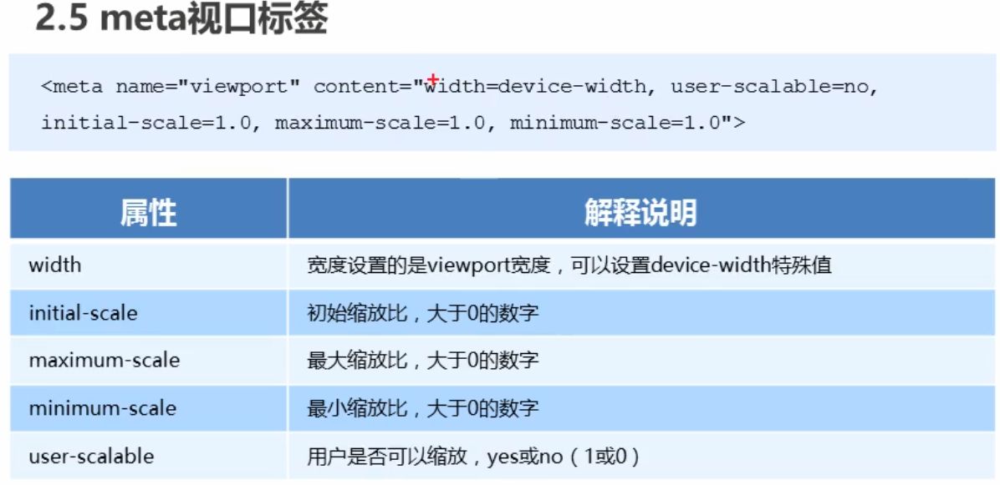 2.5 meta视口标签
<meta name="viewport" content="width=device-width, user-scalable=no,
initial-scale=1.0, maximum-scale=1.0, minimum-scale=1.0">
属性 解释说明
width 宽度设置的是viewport宽度，可以设置device-width特殊值
initial-scale 初始缩放比，大于0的数字
maximum-scale 最大缩放比，大于0的数字
minimum-scale 最小缩放比，大于0的数字
user-scalable 用户是否可以缩放，yes或no（1或0）